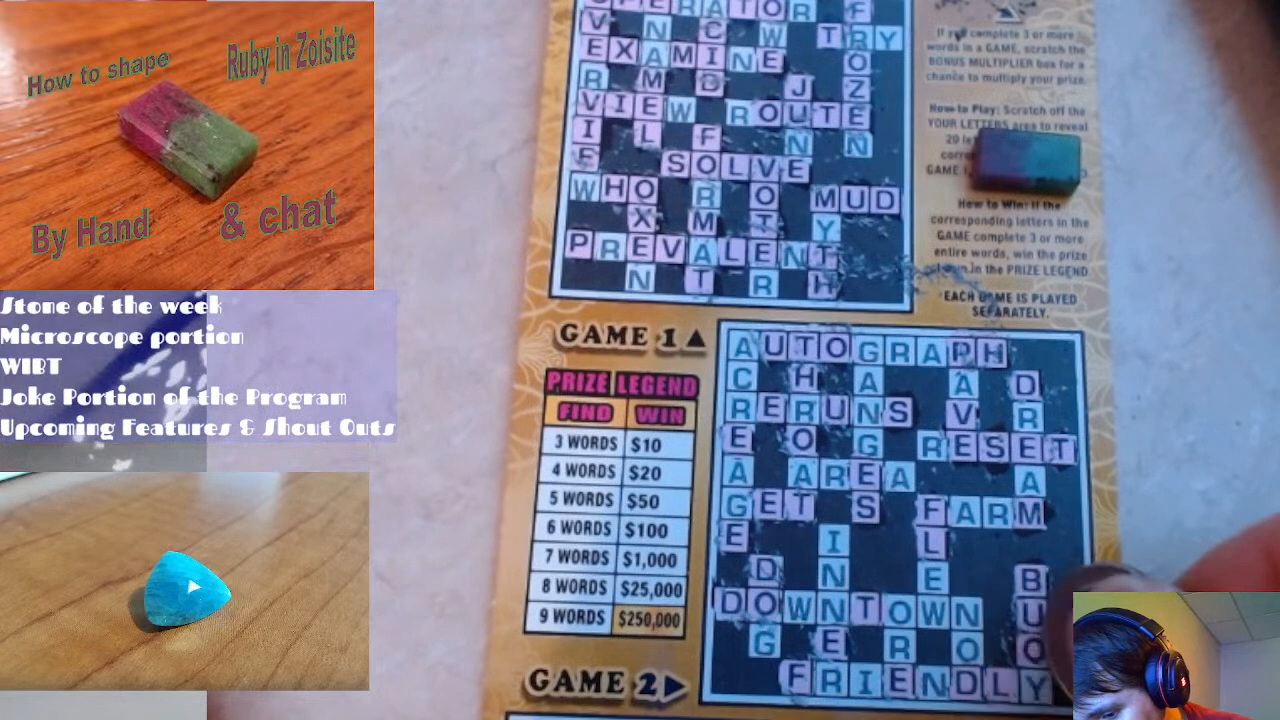 How to shape
Ruby in Zoisite
By Hand
& chat
Stone of the week
Microscope portion
WIRT
Joke Portion of the Program
Upcoming Features & Shout Outs
OPERATOR
TRY
EXAMINE
VIEW ROUTE
SOLVE
WHO MUD
PREVALENT
If you complete 3 or more
words in a GAME, scratch the
BONUS MULTIPLIER box for a
chance to multiply your prize.
How to Play: Scratch off the
YOUR LETTERS area to reveal
20
GAME
How to Win: If the
corresponding letters in the
GAME complete 3 or more
entire words, win the prize
in the PRIZE LEGEND
EACH GAME IS PLAYED
SEPARATELY.
GAME 1▲
PRIZE LEGEND
FIND WIN
3 WORDS $10
4 WORDS $20
5 WORDS $50
6 WORDS $100
7 WORDS $1,000
8 WORDS $25,000
9 WORDS $250,000
GAME 2▶
AUTOGRAPH
RERUNS
RESET
AREA
GET FARM
DOWNTOWN
FRIENDLY